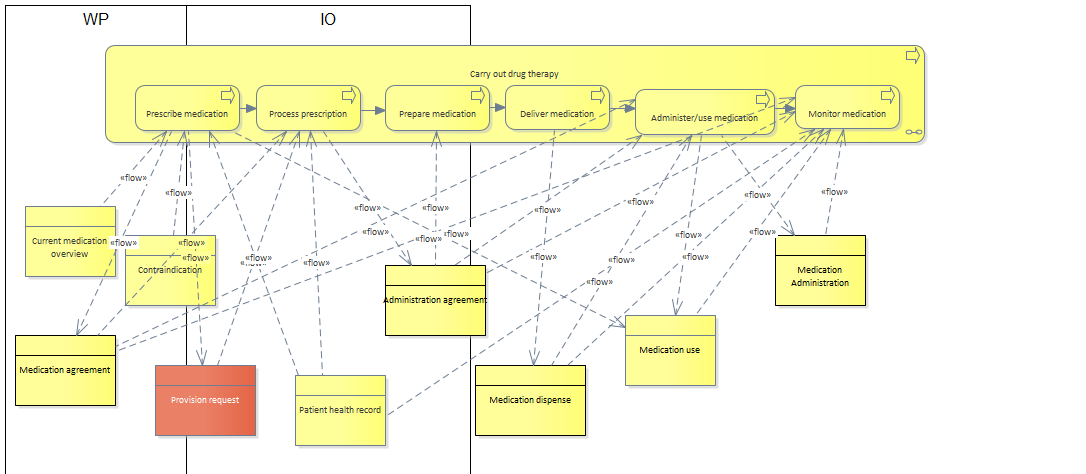 WP
IO
Carry out drug therapy
Prescribe medication
Process prescription
Prepare medication
Deliver medication
Administer/use medication
Monitor medication
«flow»
«flow»
«flow»
«flow»
«flow»
«flow»
«flow»
«flow»
«flow»
«flow»
Current medication
overview
«flow»
«flow»
«flow»
«flow»
«flow»
«flow»
«flow»
«flow»
«flow»
«flow»
«flow»
Contraindication
Medication
Administration
Administration agreement
Medication use
Medication agreement
Provision request
Patient health record
Medication dispense